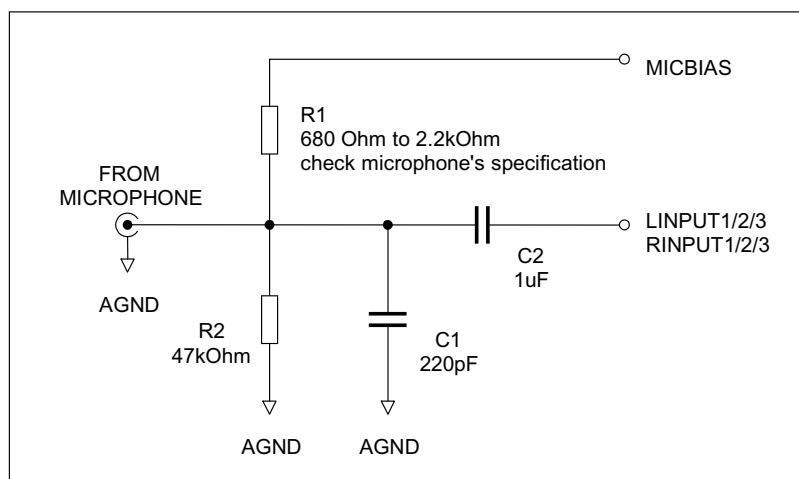 MICBIAS
R1
680 Ohm to 2.2kOhm
check microphone's specification
FROM
MICROPHONE
LINPUT1/2/3
RINPUT1/2/3
C2
1uF
AGND
R2
47kOhm
C1
220pF
AGND
AGND